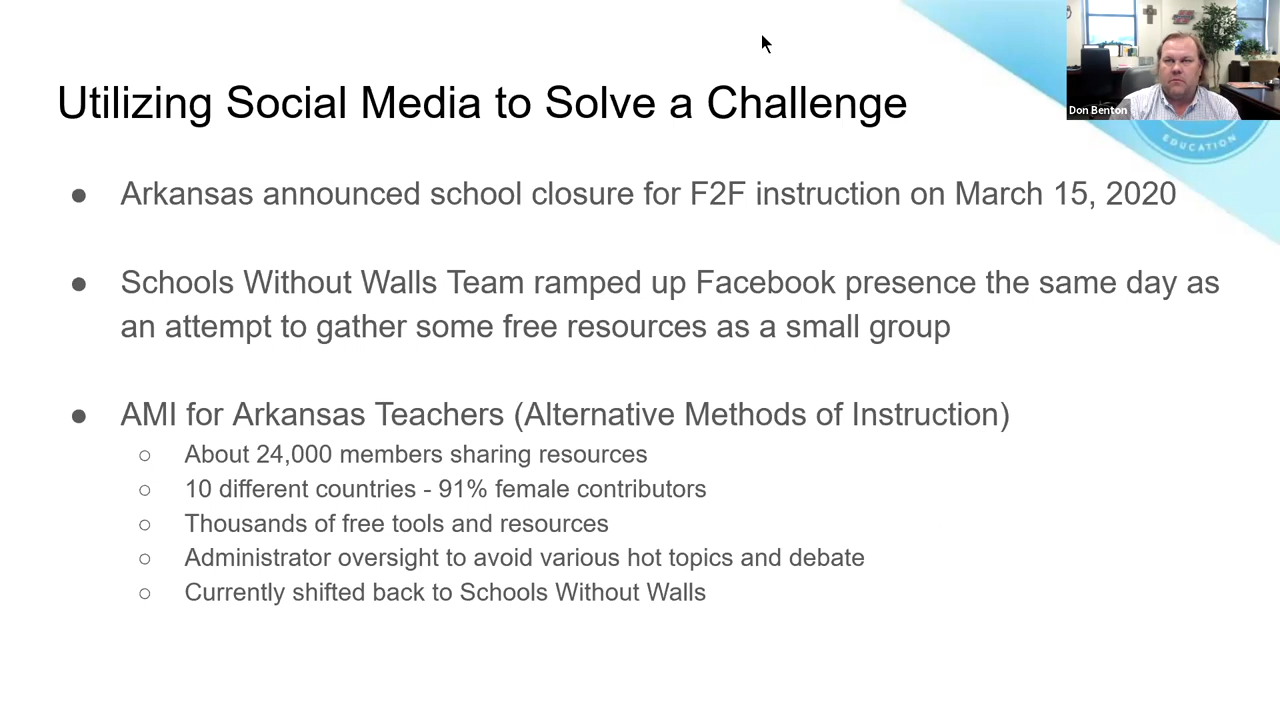 Utilizing Social Media to Solve a Challenge
Don Benton
EDUCATION
● Arkansas announced school closure for F2F instruction on March 15, 2020
● Schools Without Walls Team ramped up Facebook presence the same day as
an attempt to gather some free resources as a small group
● AMI for Arkansas Teachers (Alternative Methods of Instruction)
○ About 24,000 members sharing resources
○ 10 different countries - 91% female contributors
○ Thousands of free tools and resources
○ Administrator oversight to avoid various hot topics and debate
○ Currently shifted back to Schools Without Walls